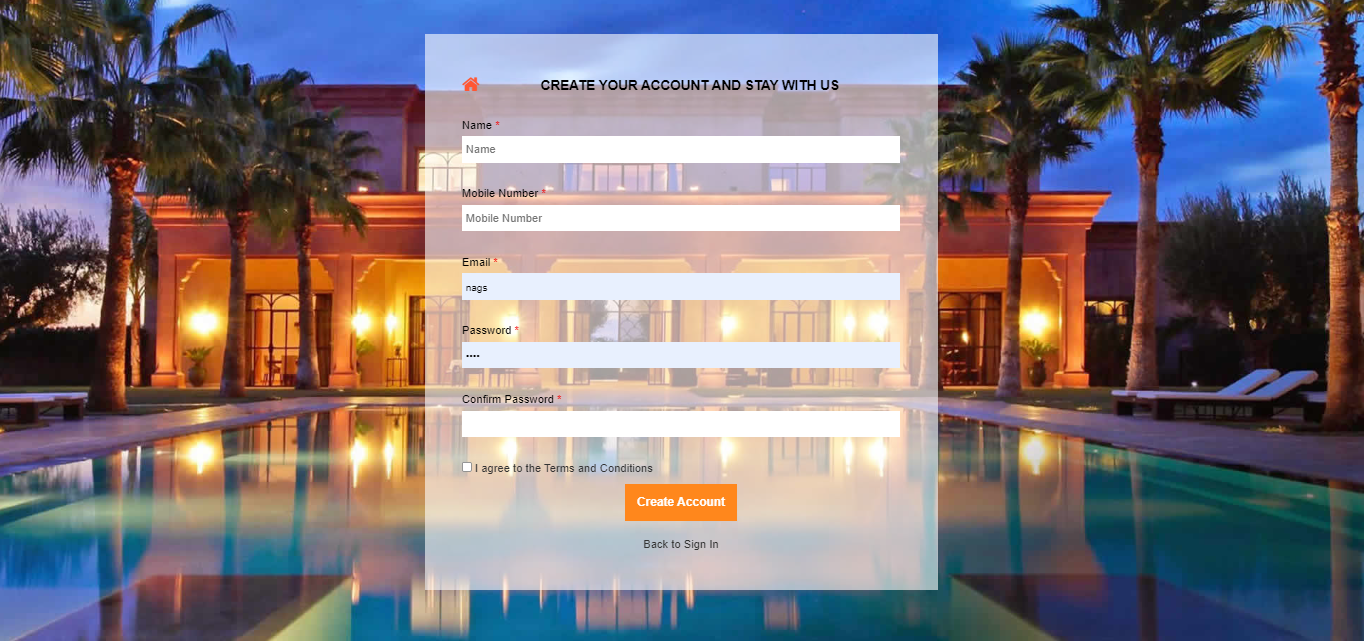 CREATE YOUR ACCOUNT AND STAY WITH US
Name *
Name
Mobile Number *
Mobile Number
Email *
nags
Password *
••••
Confirm Password *
I agree to the Terms and Conditions
Create Account
Back to Sign In